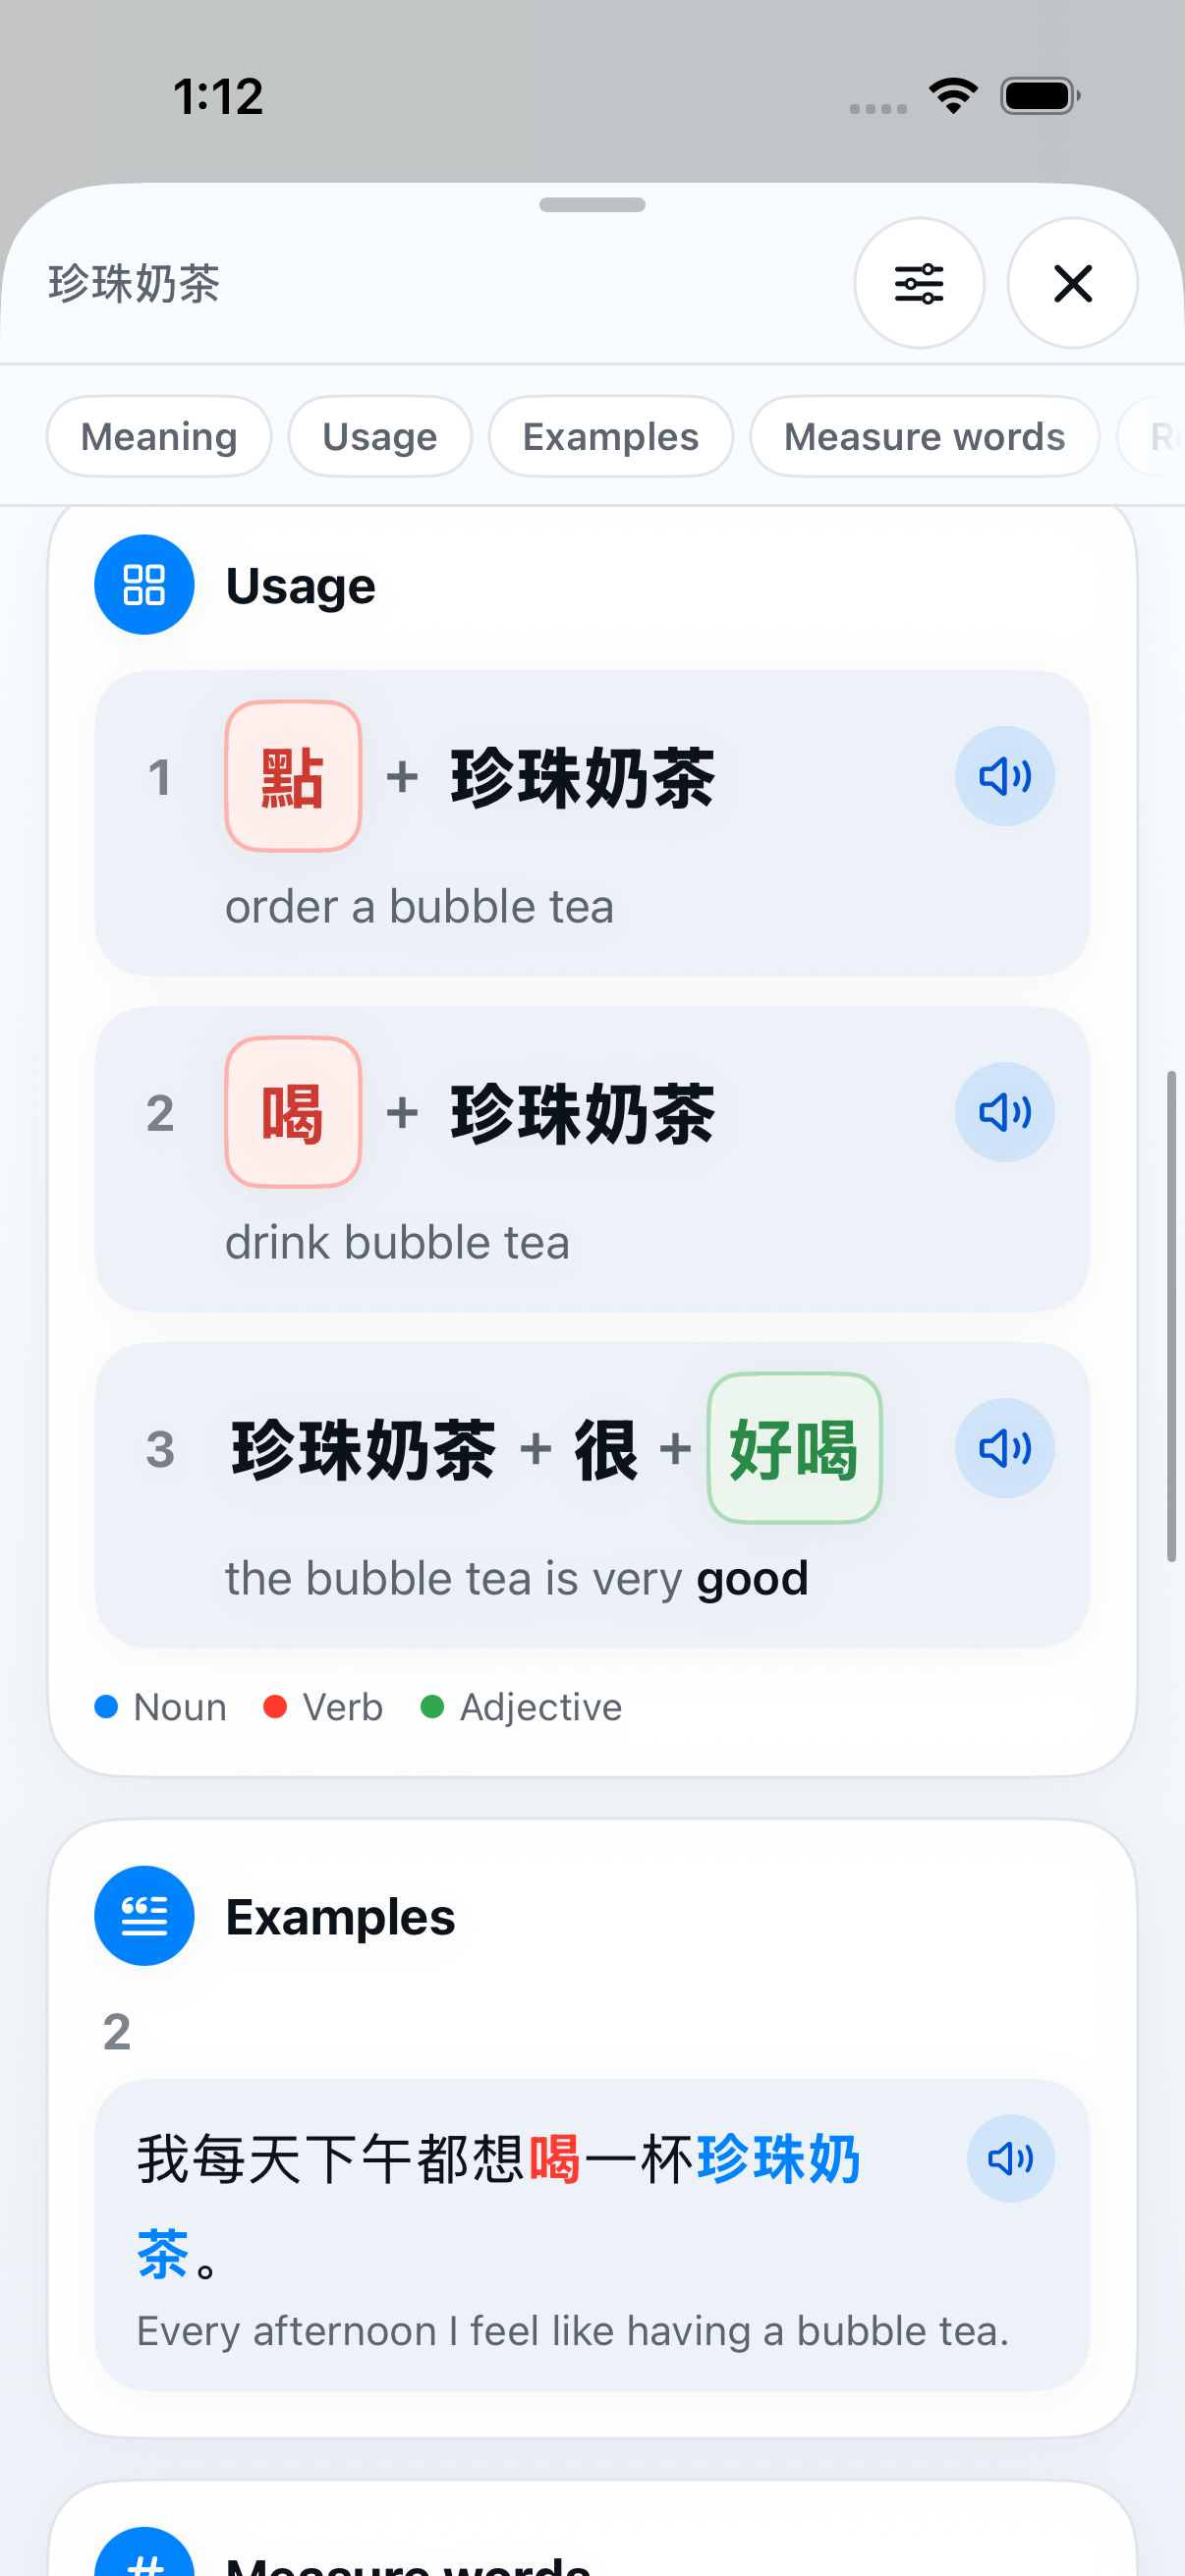 1:12
珍珠奶茶
Meaning
Usage
Examples
Measure words
Usage
1 點 + 珍珠奶茶
order a bubble tea
2 喝 + 珍珠奶茶
drink bubble tea
3 珍珠奶茶 + 很 + 好喝
the bubble tea is very good
Noun Verb Adjective
Examples
2
我每天下午都想喝一杯珍珠奶
茶。
Every afternoon I feel like having a bubble tea.
Measure words